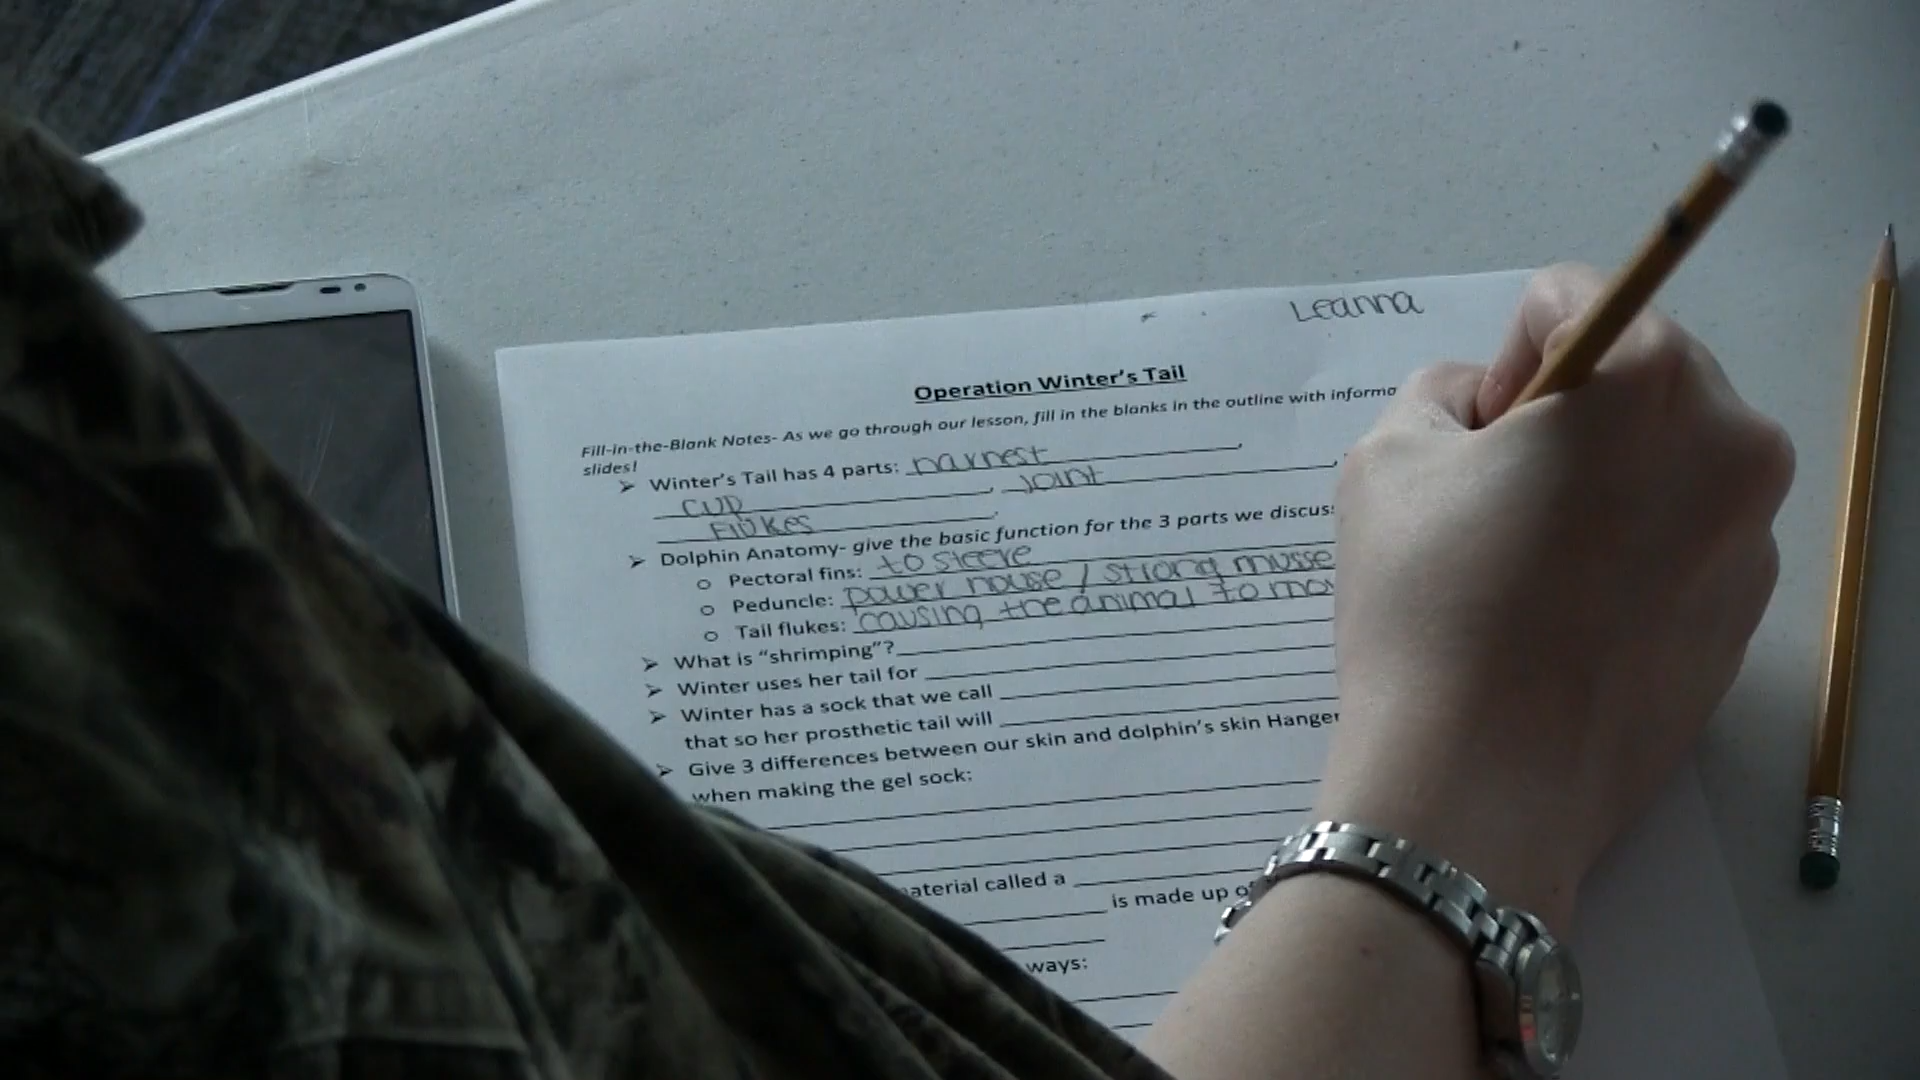 Leanna
Operation Winter's Tail
Fill-in-the-Blank Notes- As we go through our lesson, fill in the blanks in the outline with informa
slides!
➢ Winter's Tail has 4 parts: harnest,
cup, joint,
Flukes,
➢ Dolphin Anatomy- give the basic function for the 3 parts we discus
o Pectoral fins: to steere
o Peduncle: power house / strong musse
o Tail flukes: causing the animal to mo
➢ What is "shrimping"?
➢ Winter uses her tail for
➢ Winter has a sock that we call
that so her prosthetic tail will
➢ Give 3 differences between our skin and dolphin's skin Hanger
when making the gel sock:
aterial called a
is made up of
ways: